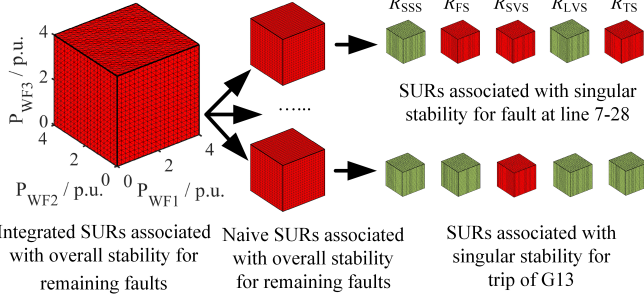 R_SSS R_FS R_SVS R_LVS R_TS
4
2
0
P_WF3 / p.u.
4
2
0
0
2
4
P_WF2 / p.u.
P_WF1 / p.u.
......
SURs associated with singular
stability for fault at line 7-28
Integrated SURs associated
with overall stability for
remaining faults
Naive SURs associated
with overall stability
for remaining faults
SURs associated with
singular stability for
trip of G13